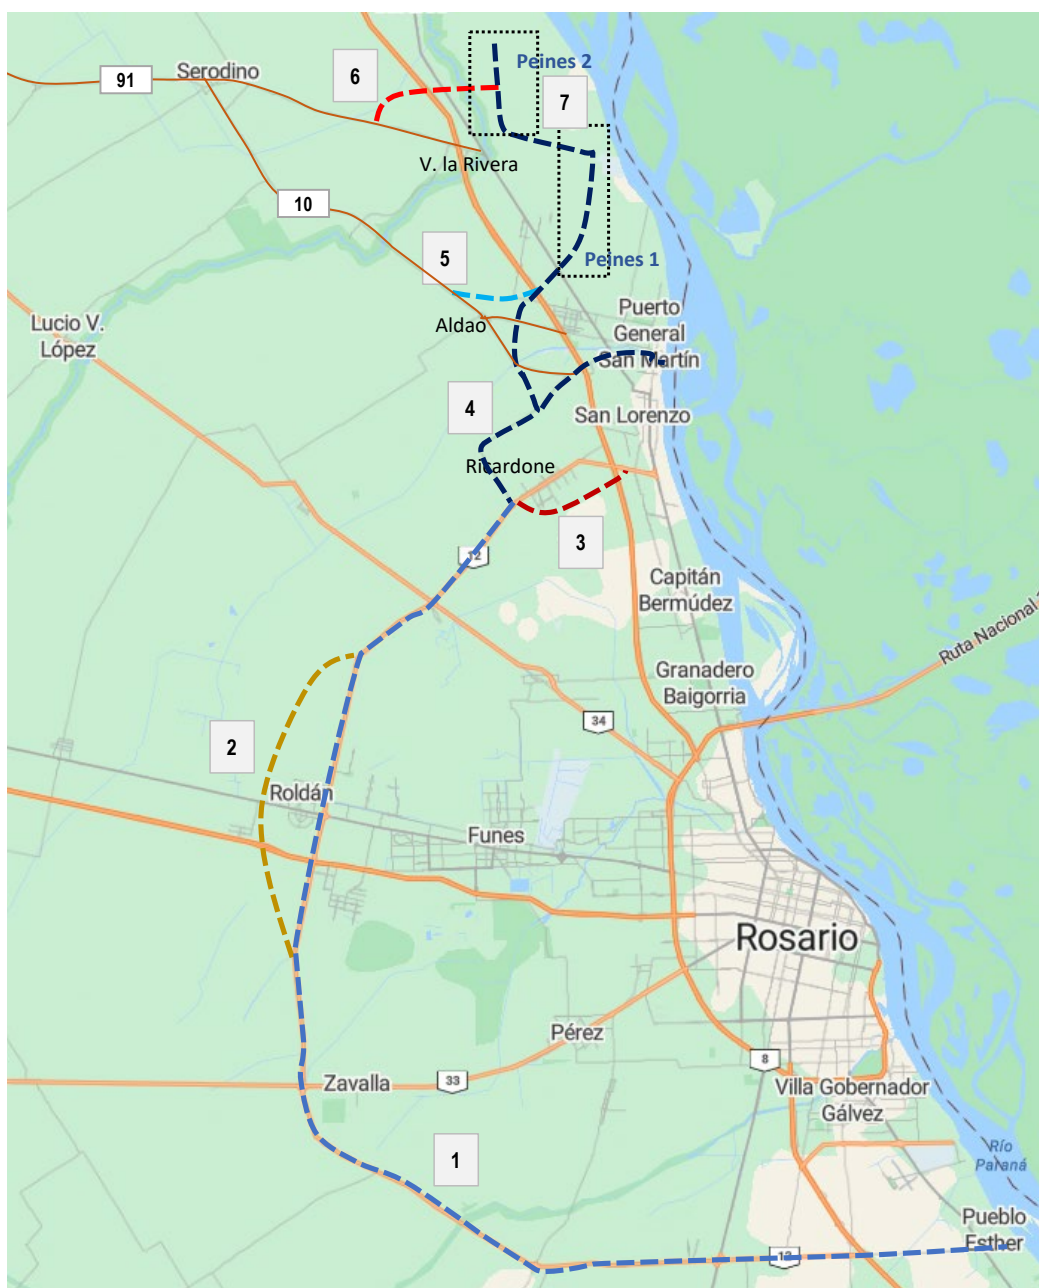 Peines 2
6
91
Serodino
7
V. la Rivera
10
5
Peines 1
Lucio V.
López
Aldao
Puerto
General
San Martín
4
San Lorenzo
Ricardone
3
12
Capitán
Bermúdez
Ruta Nacional
Granadero
Baigorria
34
2
Roldán
Funes
Rosario
Pérez
8
Zavalla
33
Villa Gobernador
Gálvez
1
Río
Paraná
Pueblo
Esther